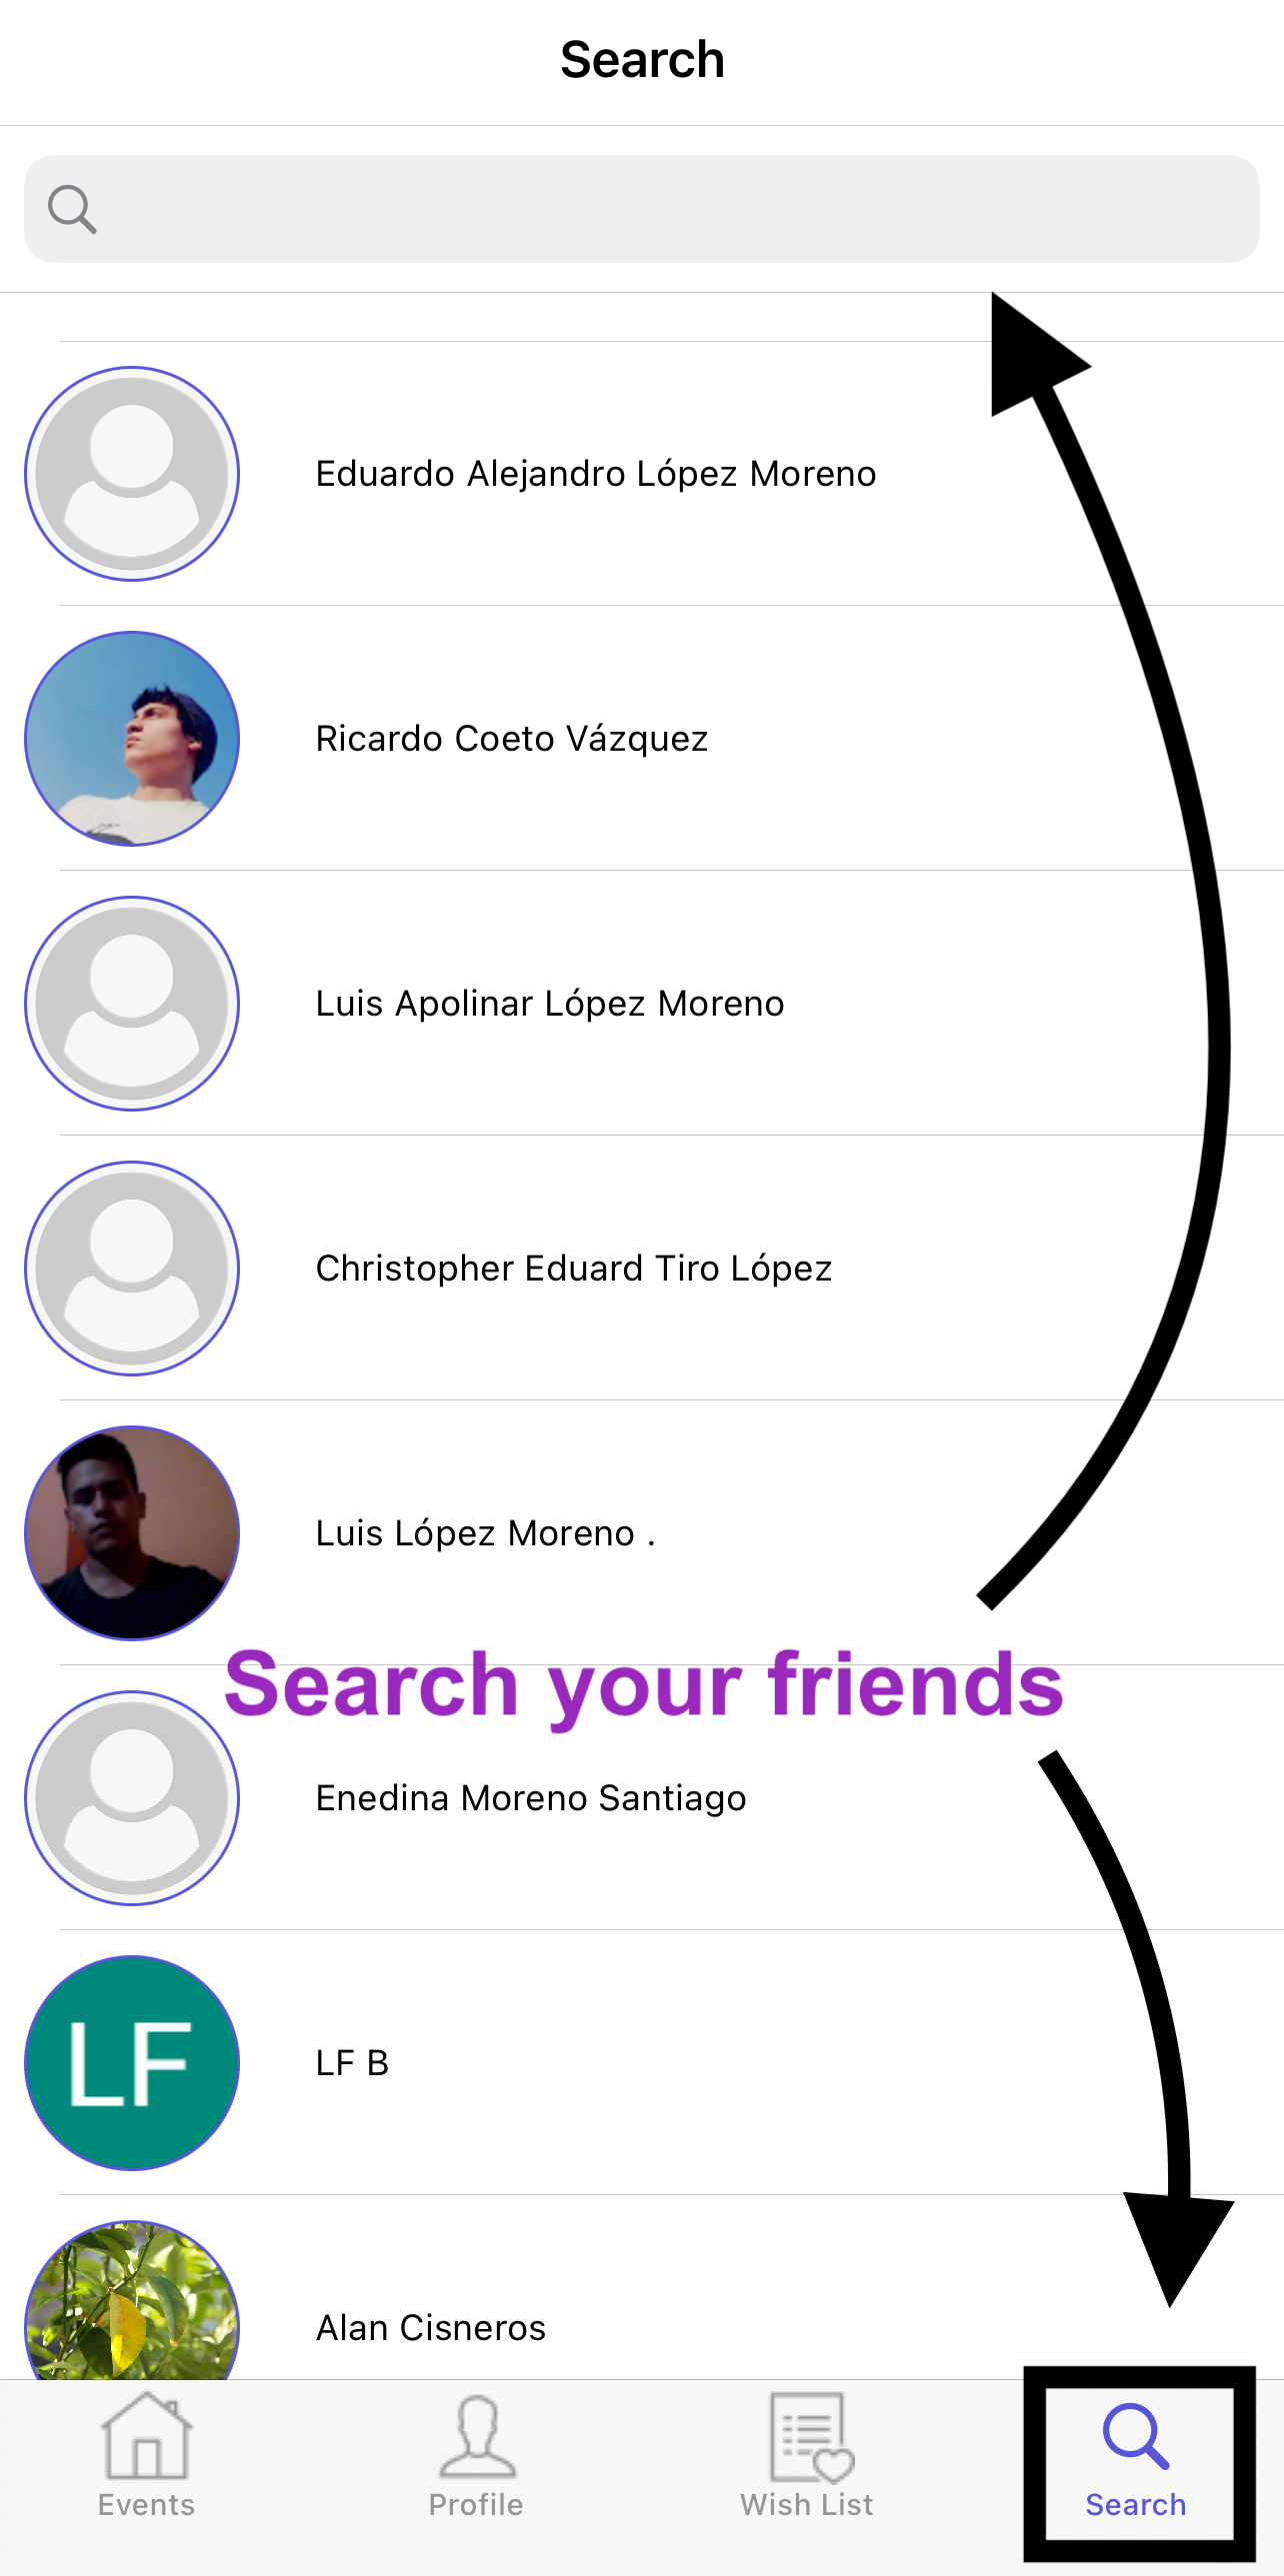 Search
Eduardo Alejandro López Moreno
Ricardo Coeto Vázquez
Luis Apolinar López Moreno
Christopher Eduard Tiro López
Luis López Moreno .
Search your friends
Enedina Moreno Santiago
LF
LF B
Alan Cisneros
Events
Profile
Wish List
Search